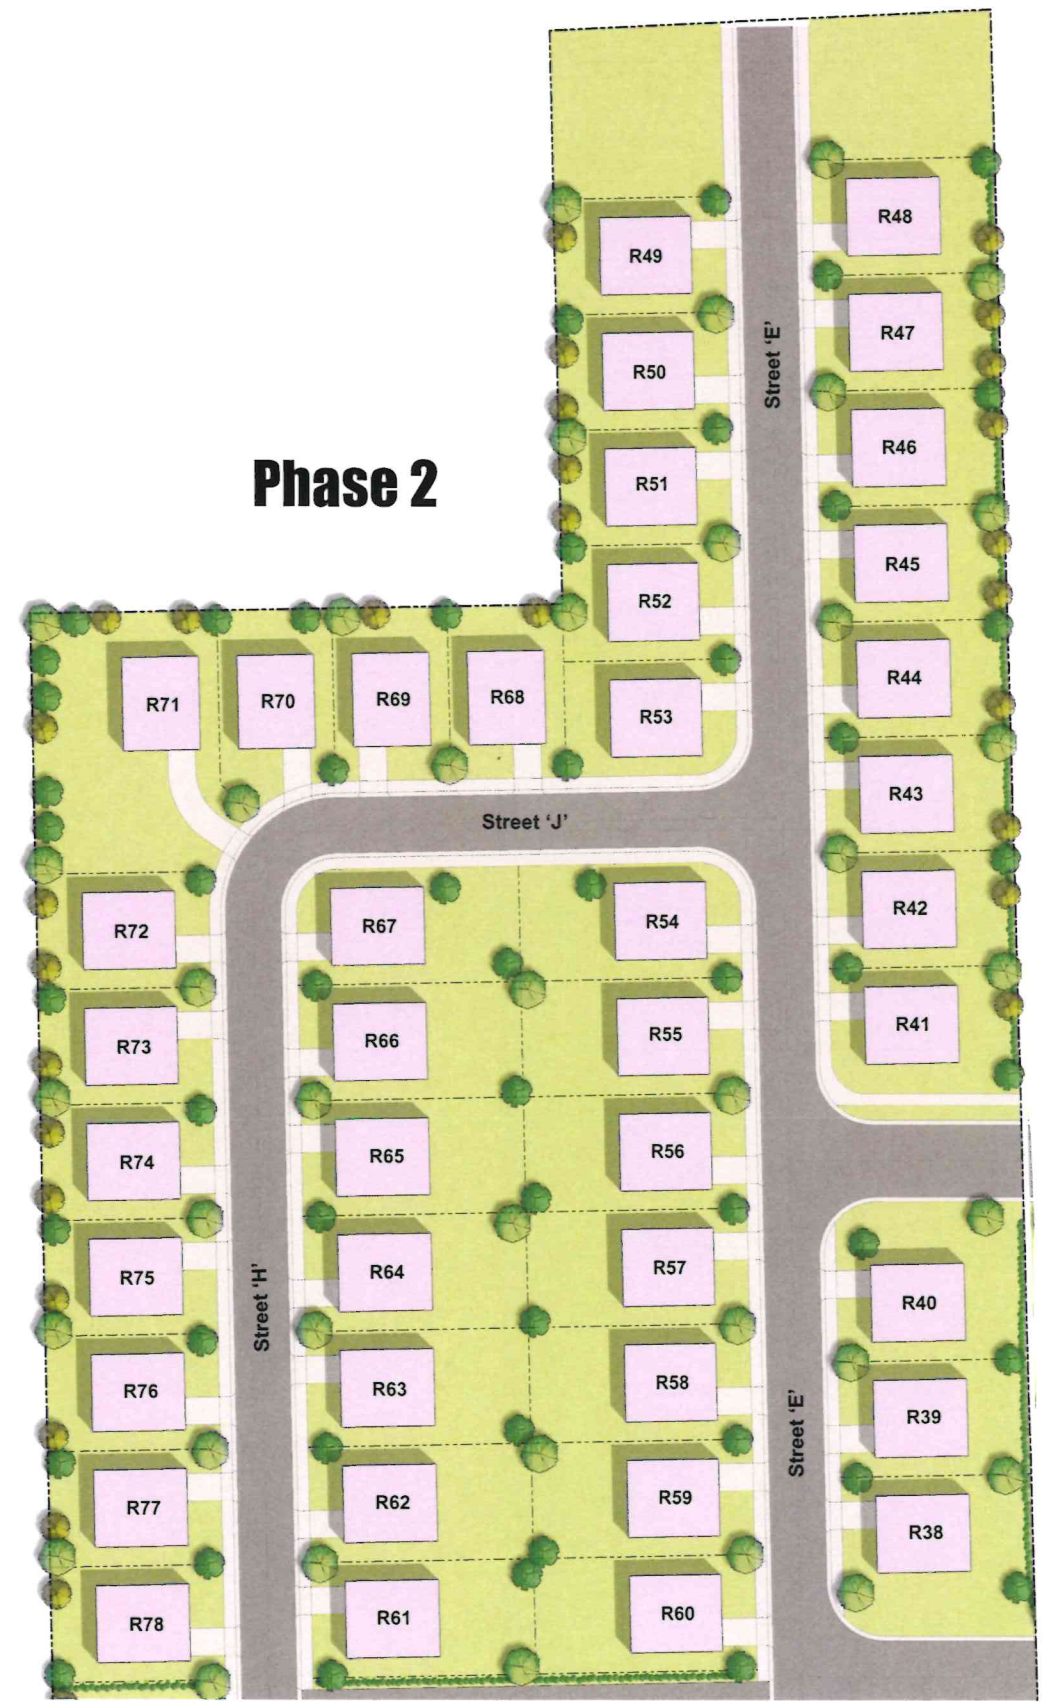 R48
R49
R47
Street 'E'
R50
R46
Phase 2
R51
R45
R52
R44
R71
R70
R69
R68
R53
R43
Street 'J'
R72
R67
R54
R42
R73
R66
R55
R41
R74
R65
R56
R75
R64
R57
Street 'H'
R40
R76
R63
R58
Street 'E'
R39
R77
R62
R59
R38
R78
R61
R60